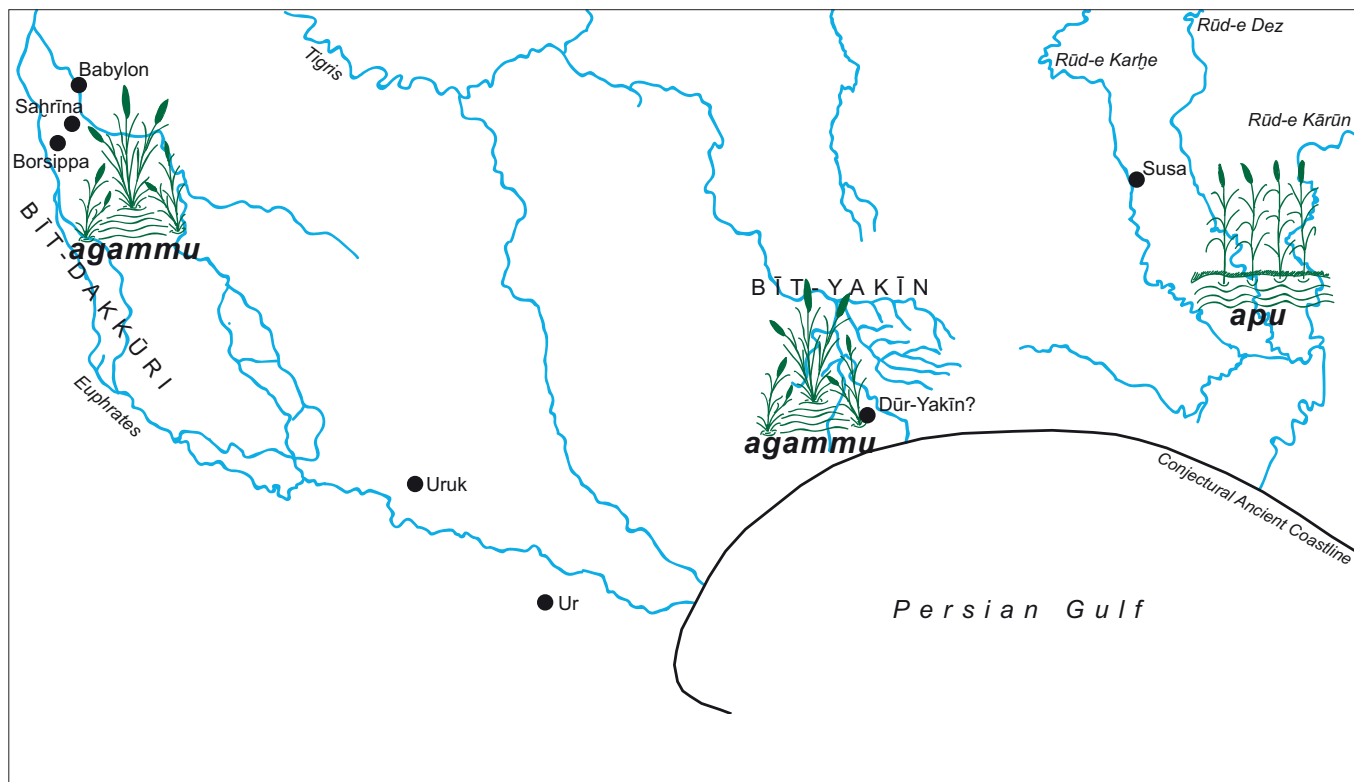 Rūd-e Dez
Tigris
Rūd-e Karḫe
Babylon
Saḫrīna
Rūd-e Kārūn
Borsippa
Susa
BĪT-DAKKŪRI
agammu
BĪT-YAKĪN
apu
Euphrates
Dūr-Yakīn?
agammu
Uruk
Conjectural Ancient Coastline
Ur
Persian Gulf